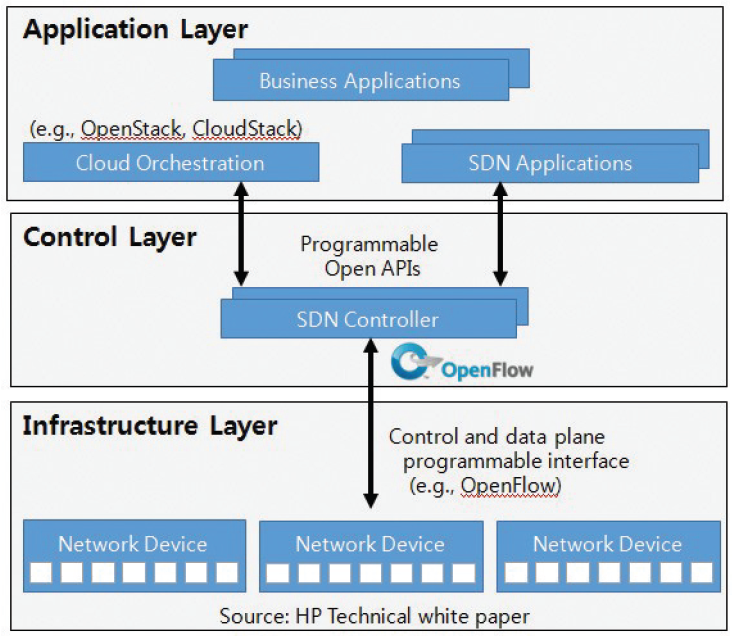 Application Layer
Business Applications
(e.g., OpenStack, CloudStack)
Cloud Orchestration
SDN Applications
Control Layer
Programmable
Open APIs
SDN Controller
OpenFlow
Infrastructure Layer
Control and data plane
programmable interface
(e.g., OpenFlow)
Network Device
Network Device
Network Device
Source: HP Technical white paper